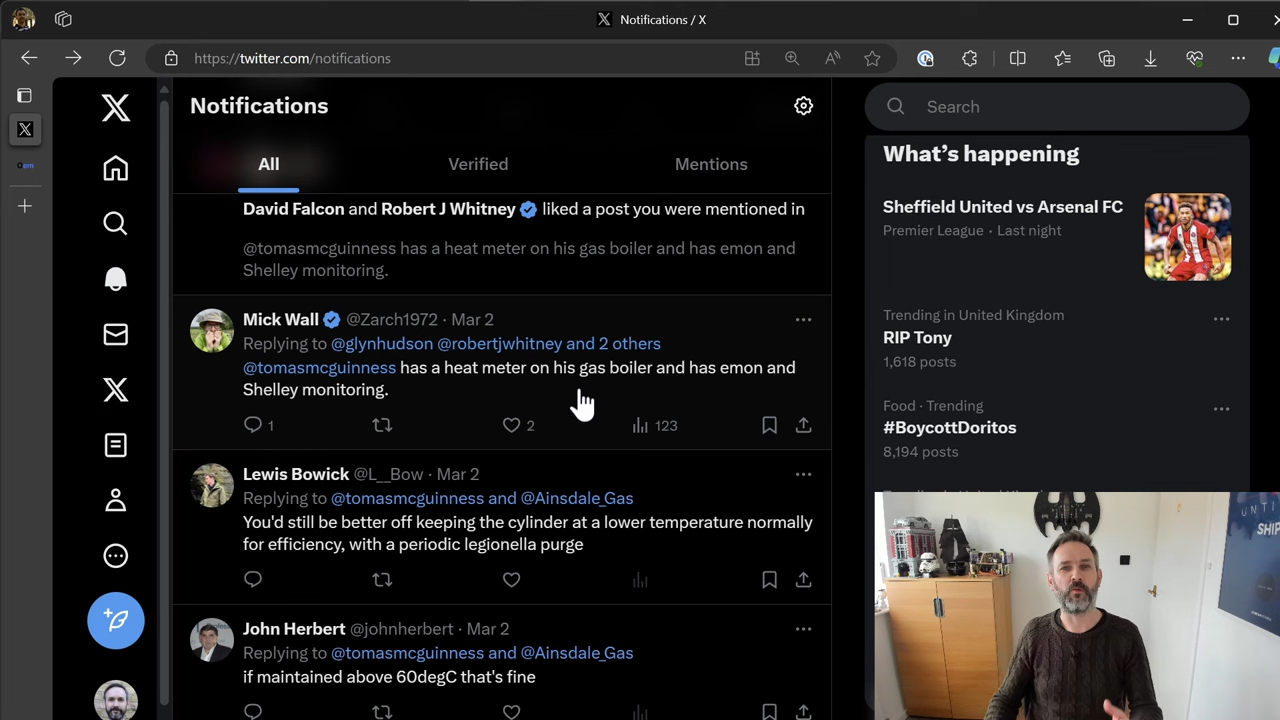 Notifications / X
https://twitter.com/notifications
Notifications
All
Verified
Mentions
David Falcon and Robert J Whitney liked a post you were mentioned in
@tomasmcguinness has a heat meter on his gas boiler and has emon and
Shelley monitoring.
Mick Wall @Zarch1972 · Mar 2
Replying to @glynhudson @robertjwhitney and 2 others
@tomasmcguinness has a heat meter on his gas boiler and has emon and
Shelley monitoring.
1
2
123
Lewis Bowick @L__Bow · Mar 2
Replying to @tomasmcguinness and @Ainsdale_Gas
You'd still be better off keeping the cylinder at a lower temperature normally
for efficiency, with a periodic legionella purge
John Herbert @johnherbert · Mar 2
Replying to @tomasmcguinness and @Ainsdale_Gas
if maintained above 60degC that's fine
Search
What's happening
Sheffield United vs Arsenal FC
Premier League · Last night
Trending in United Kingdom
RIP Tony
1,618 posts
Food · Trending
#BoycottDoritos
8,194 posts